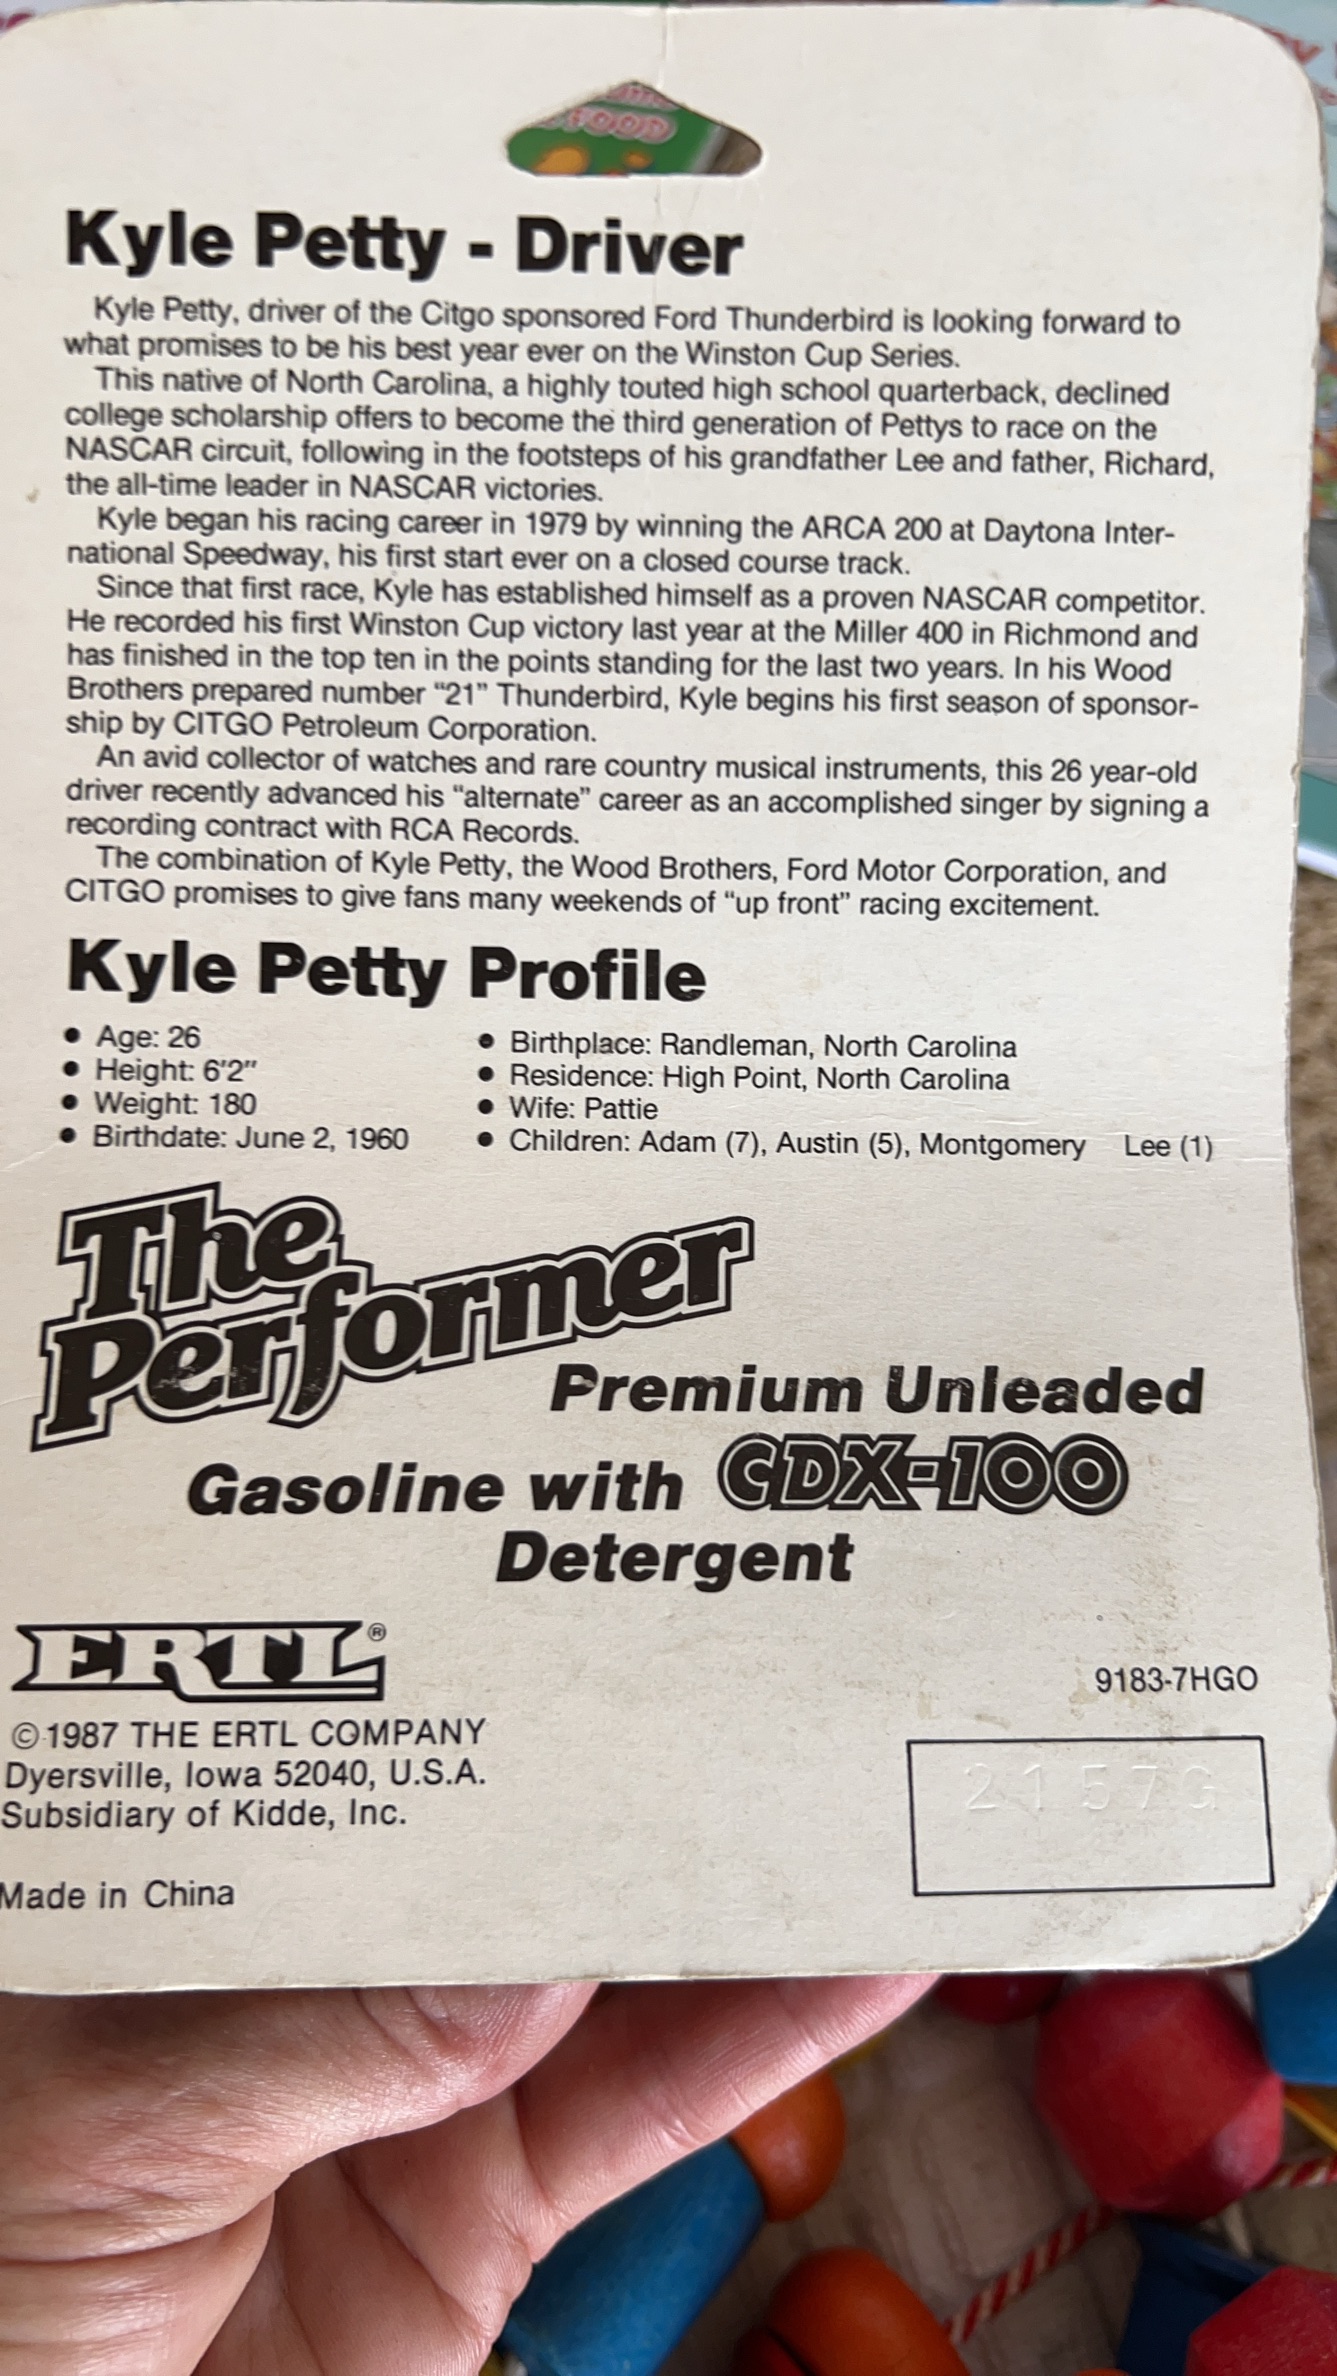 FOOD
Kyle Petty - Driver
Kyle Petty, driver of the Citgo sponsored Ford Thunderbird is looking forward to
what promises to be his best year ever on the Winston Cup Series.
This native of North Carolina, a highly touted high school quarterback, declined
college scholarship offers to become the third generation of Pettys to race on the
NASCAR circuit, following in the footsteps of his grandfather Lee and father, Richard,
the all-time leader in NASCAR victories.
Kyle began his racing career in 1979 by winning the ARCA 200 at Daytona Inter-
national Speedway, his first start ever on a closed course track.
Since that first race, Kyle has established himself as a proven NASCAR competitor.
He recorded his first Winston Cup victory last year at the Miller 400 in Richmond and
has finished in the top ten in the points standing for the last two years. In his Wood
Brothers prepared number “21” Thunderbird, Kyle begins his first season of sponsor-
ship by CITGO Petroleum Corporation.
An avid collector of watches and rare country musical instruments, this 26 year-old
driver recently advanced his “alternate” career as an accomplished singer by signing a
recording contract with RCA Records.
The combination of Kyle Petty, the Wood Brothers, Ford Motor Corporation, and
CITGO promises to give fans many weekends of “up front” racing excitement.
Kyle Petty Profile
• Age: 26
• Height: 6'2"
• Weight: 180
• Birthdate: June 2, 1960
• Birthplace: Randleman, North Carolina
• Residence: High Point, North Carolina
• Wife: Pattie
• Children: Adam (7), Austin (5), Montgomery Lee (1)
The
Performer
Premium Unleaded
Gasoline with CDX-100
Detergent
ERTL®
©1987 THE ERTL COMPANY
Dyersville, Iowa 52040, U.S.A.
Subsidiary of Kidde, Inc.
Made in China
9183-7HGO
2157G